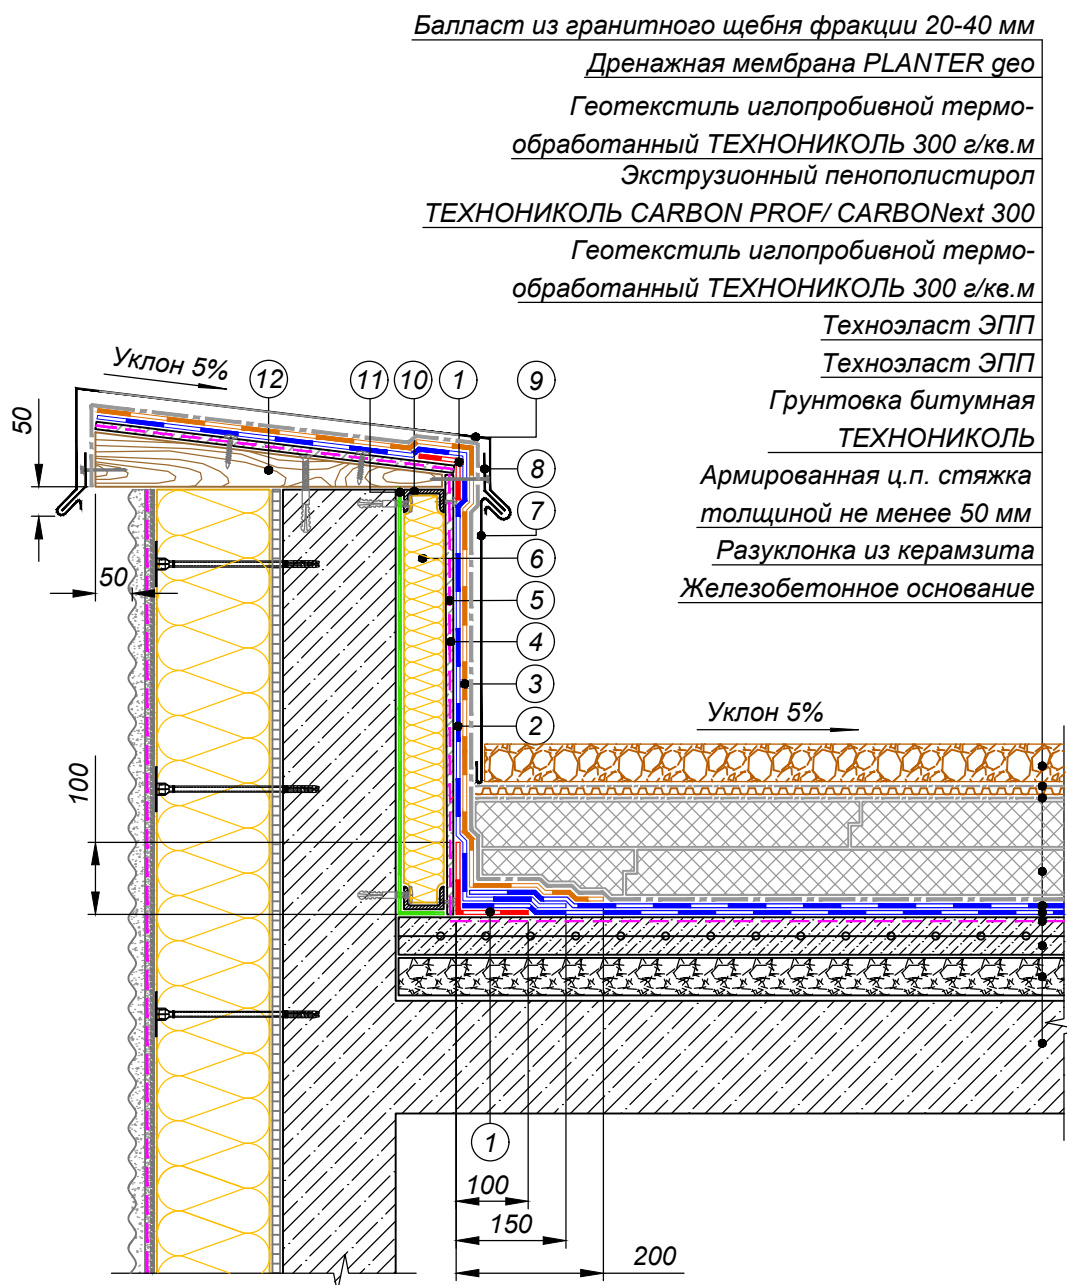 Балласт из гранитного щебня фракции 20-40 мм
Дренажная мембрана PLANTER geo
Геотекстиль иглопробивной термо-
обработанный ТЕХНОНИКОЛЬ 300 г/кв.м
Экструзионный пенополистирол
ТЕХНОНИКОЛЬ CARBON PROF/ CARBONext 300
Геотекстиль иглопробивной термо-
обработанный ТЕХНОНИКОЛЬ 300 г/кв.м
Техноэласт ЭПП
Техноэласт ЭПП
Грунтовка битумная
ТЕХНОНИКОЛЬ
Армированная ц.п. стяжка
толщиной не менее 50 мм
Разуклонка из керамзита
Железобетонное основание
Уклон 5%
12
11
10
1
9
8
7
6
5
4
3
2
50
50
Уклон 5%
100
1
100
150
200